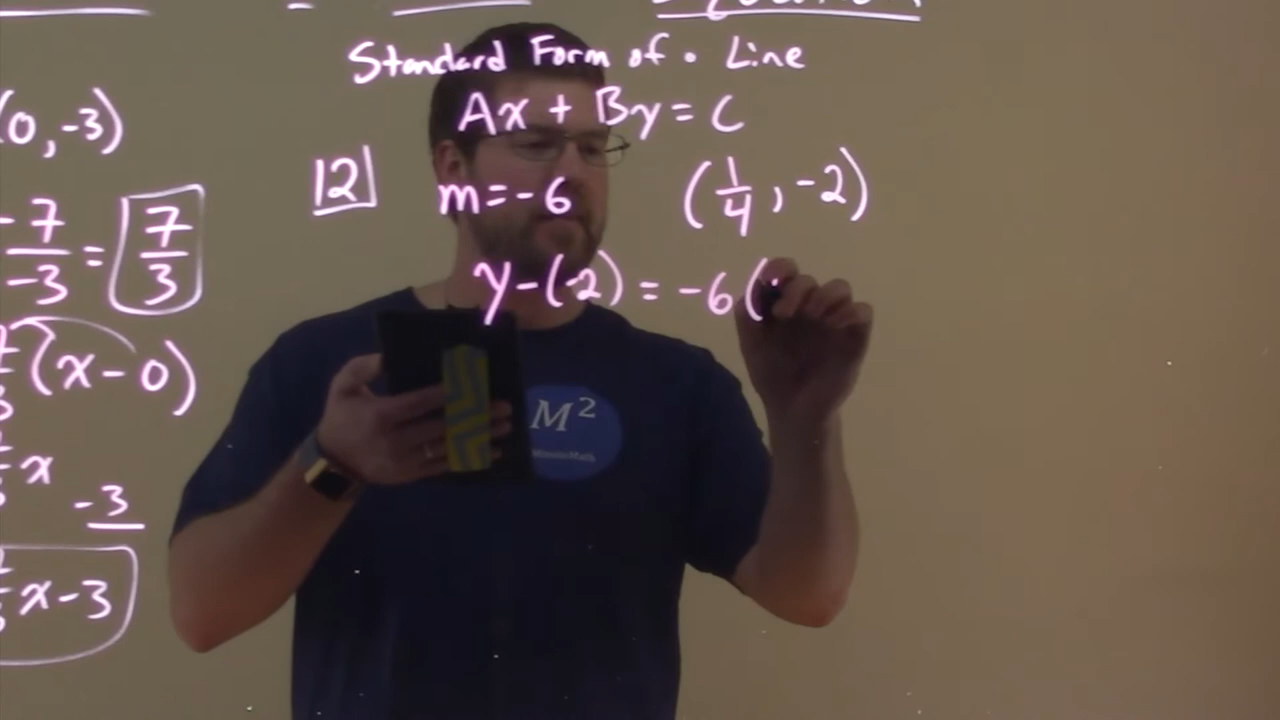 Standard Form of a Line
Ax + By = C
(0, -3)
12 m = -6 (1/4, -2)
-7/-3 = 7/3
y - (-2) = -6 (
(x - 0)
x
-3
x - 3
M²
MinuteMath